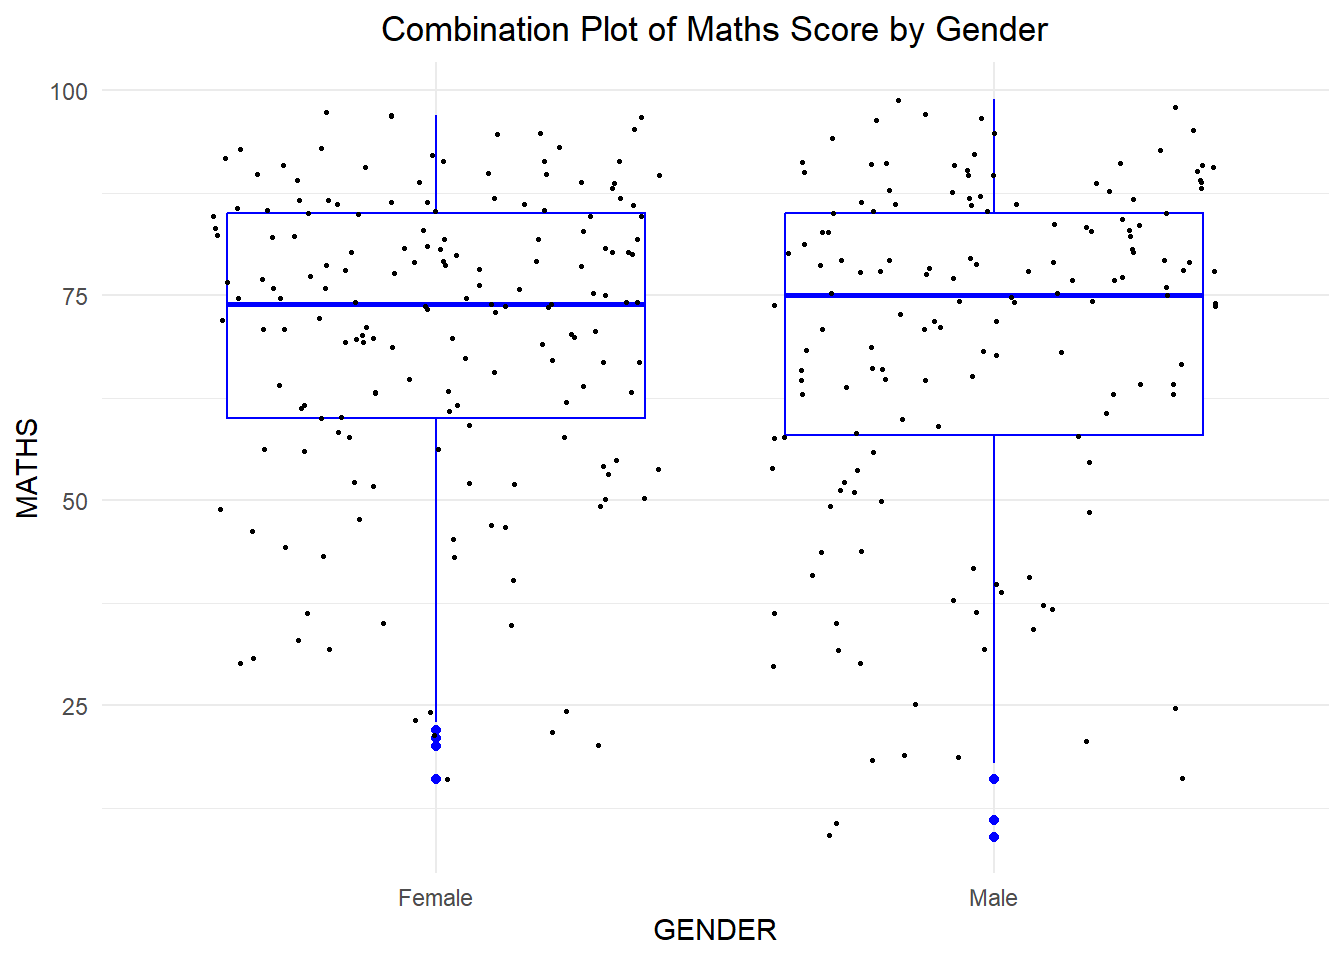 Combination Plot of Maths Score by Gender
100
75
50
25
MATHS
Female Male
GENDER